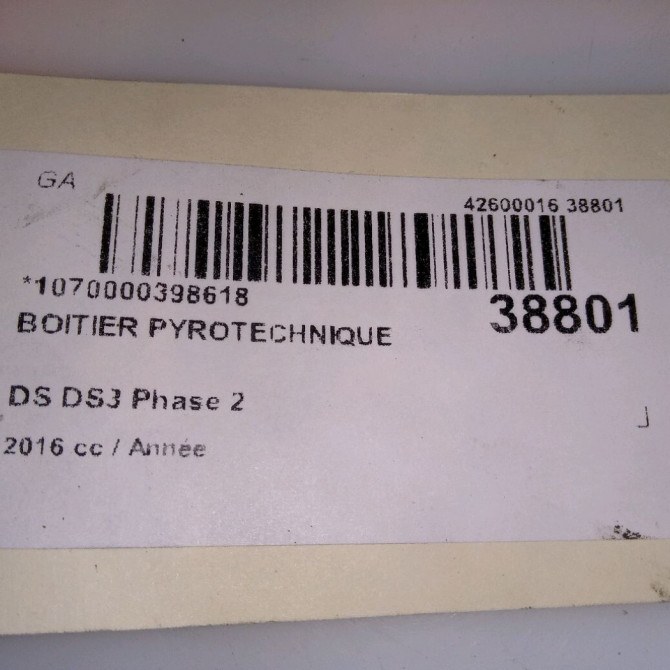 GA
42600016 38801
*1070000398618
38801
BOITIER PYROTECHNIQUE
DS DS3 Phase 2
2016 cc / Année